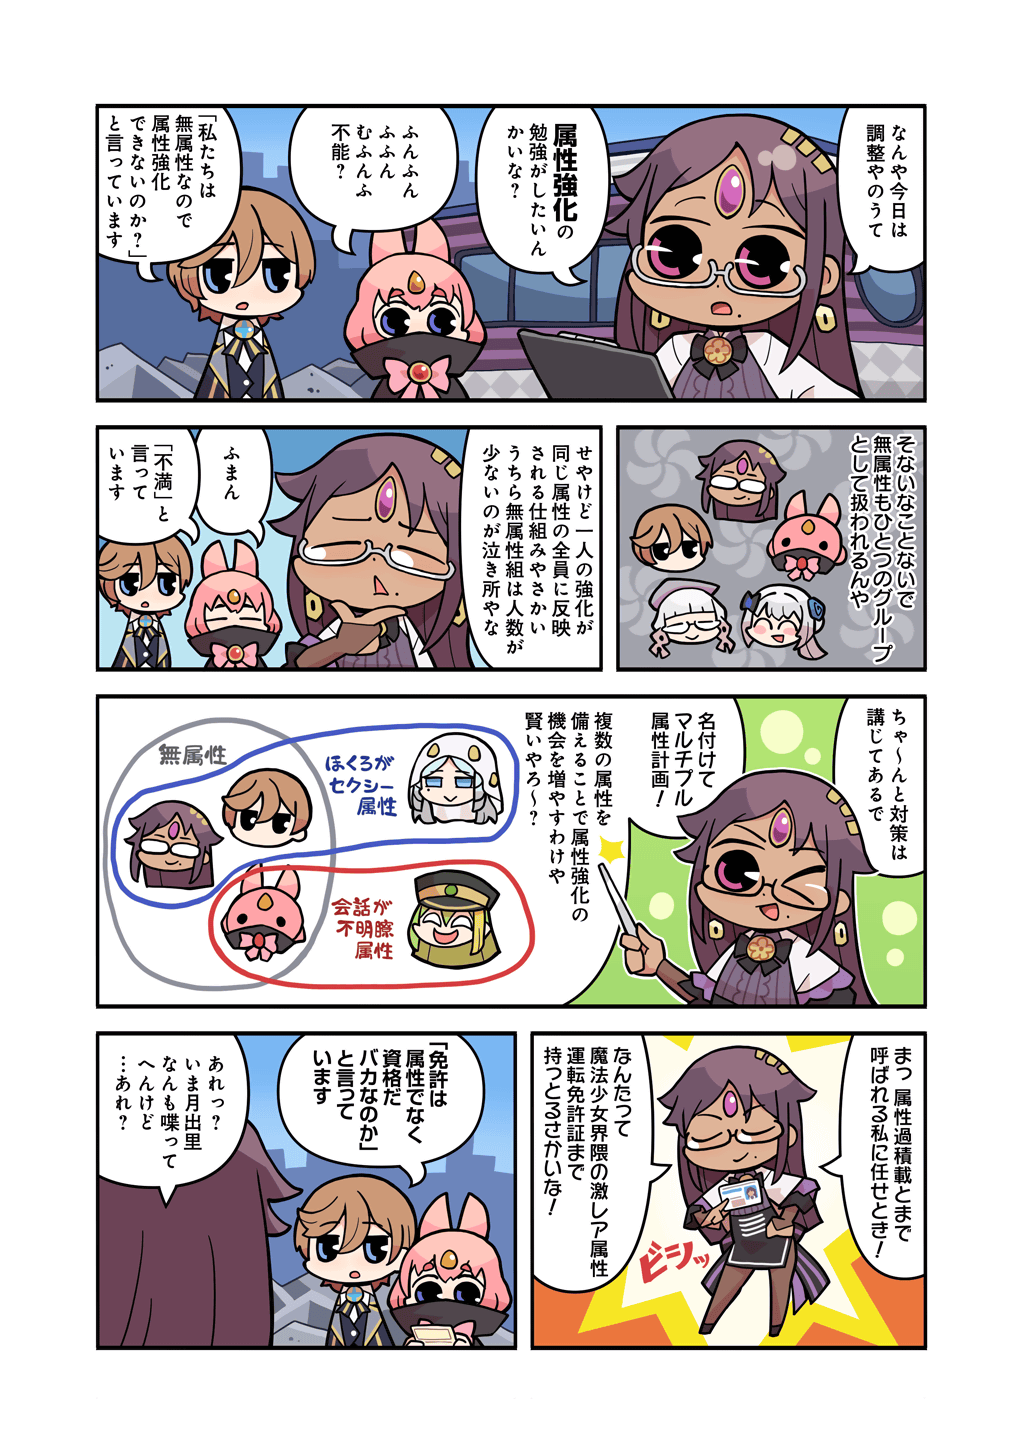 なんや今日は
調整やのうて
属性強化の
勉強がしたいん
かいな?
ふんふん
ふふん
むふんふ
不能?
「私たちは
無属性なので
属性強化
できないのか?」
と言っています
そないなことないで
無属性もひとつのグループ
として扱われるんや
せやけど一人の強化が
同じ属性の全員に反映
される仕組みやさかい
うちら無属性組は人数が
少ないのが泣き所やな
ふまん
「不満」と
言って
います
ちゃ〜んと対策は
講じてあるで
名付けて
マルチプル
属性計画!
複数の属性を
備えることで属性強化の
機会を増やすわけや
賢いやろ〜?
無属性
ほくろが
セクシー
属性
会話が
不明瞭
属性
まっ 属性過積載とまで
呼ばれる私に任せとき!
なんたって
魔法少女界隈の激レア属性
運転免許証まで
持っとるさかいな!
ビシッ
「免許は
属性でなく
資格だ
バカなのか」
と言って
います
あれっ?
いま月出里
なんも喋って
へんけど
…あれ?